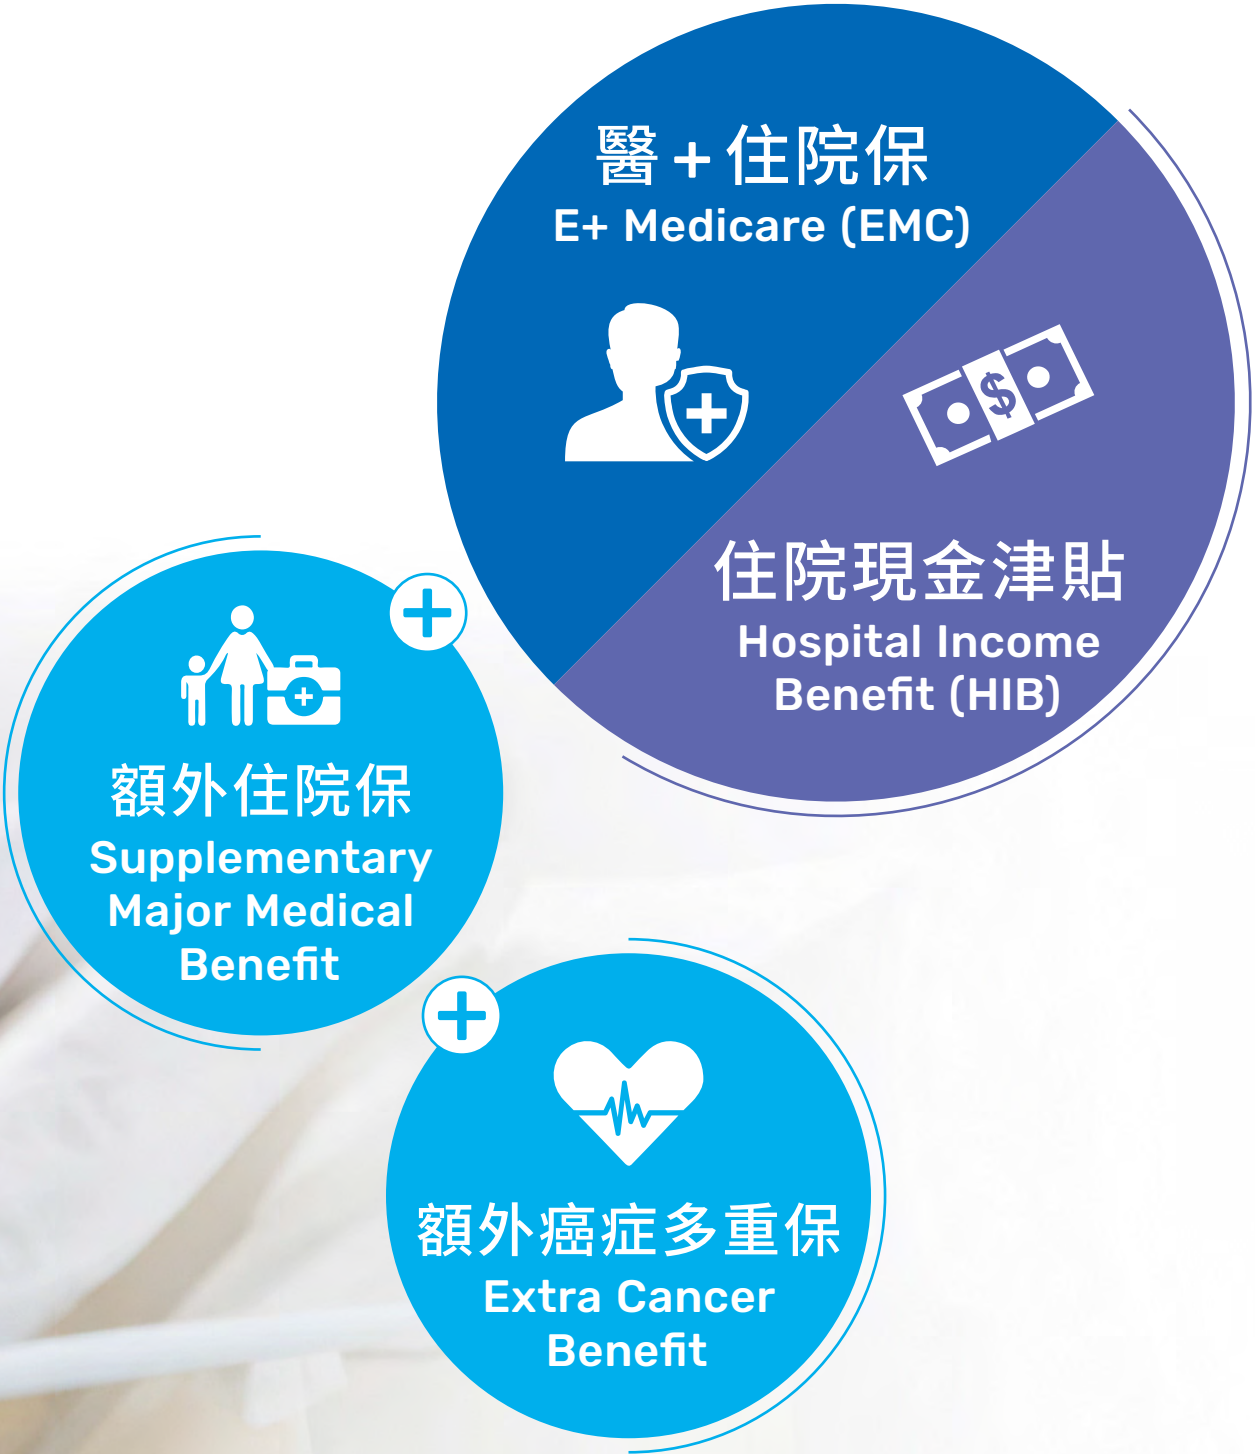 醫+住院保
E+ Medicare (EMC)
$
住院現金津貼
Hospital Income
Benefit (HIB)
額外住院保
Supplementary
Major Medical
Benefit
額外癌症多重保
Extra Cancer
Benefit